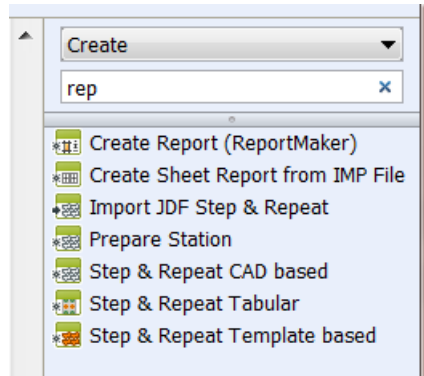 Create
rep
Create Report (ReportMaker)
Create Sheet Report from IMP File
Import JDF Step & Repeat
Prepare Station
Step & Repeat CAD based
Step & Repeat Tabular
Step & Repeat Template based